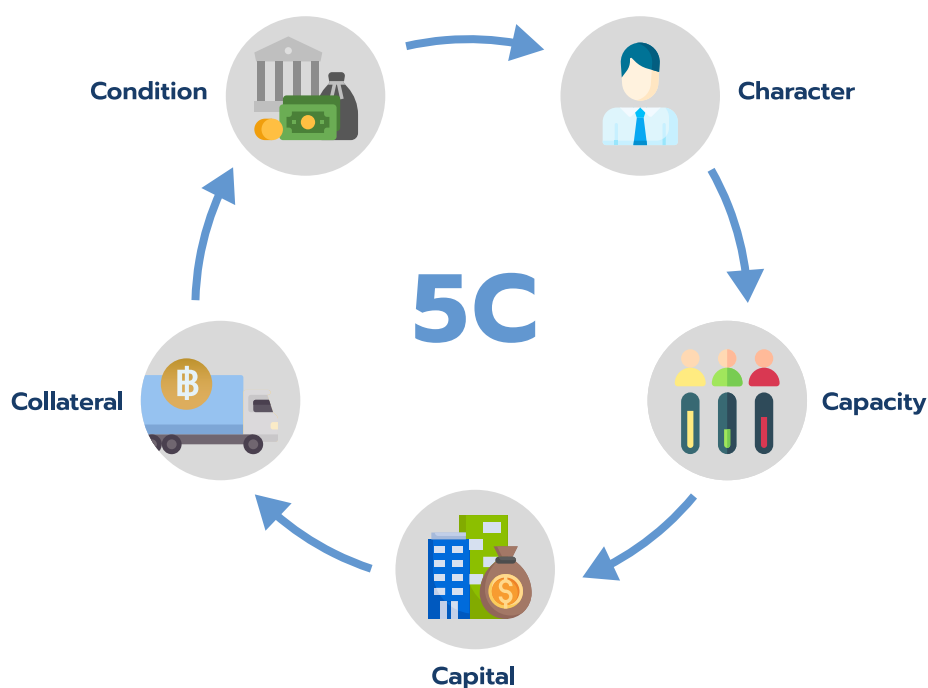 Condition
Character
5C
Collateral
฿
Capacity
$
Capital